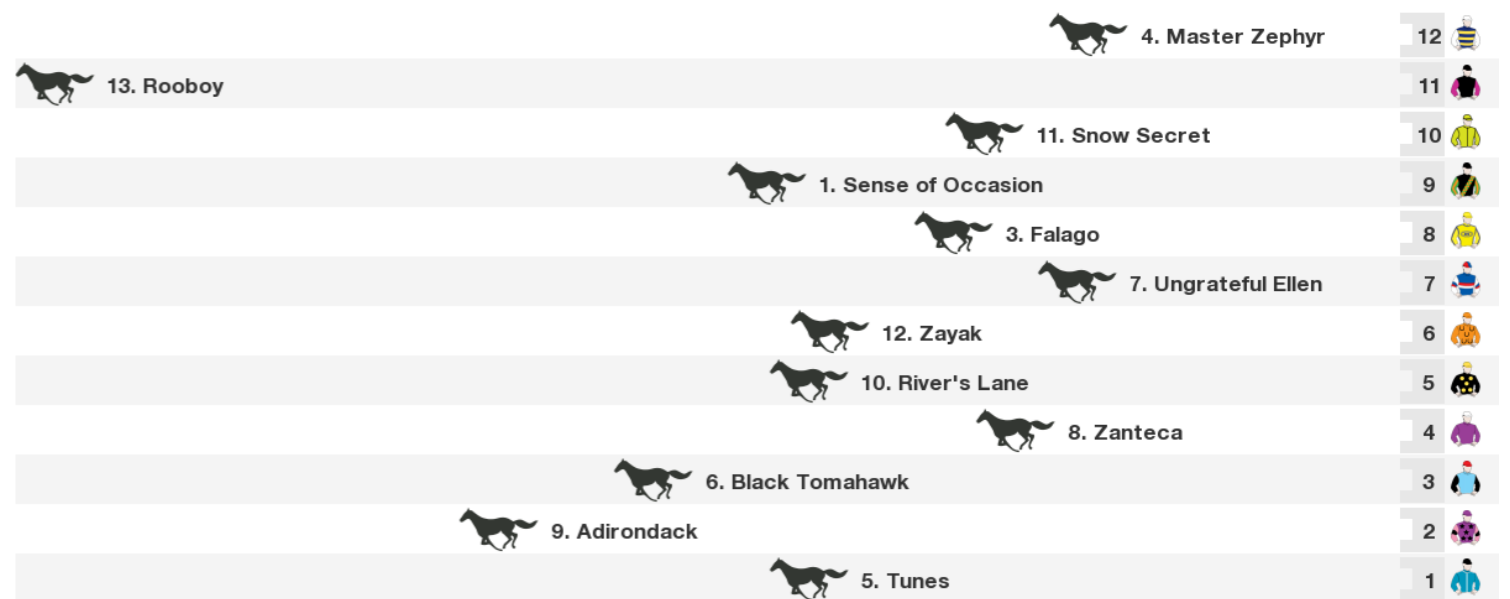 4. Master Zephyr 12
13. Rooboy 11
11. Snow Secret 10
1. Sense of Occasion 9
3. Falago 8
7. Ungrateful Ellen 7
12. Zayak 6
10. River's Lane 5
8. Zanteca 4
6. Black Tomahawk 3
9. Adirondack 2
5. Tunes 1